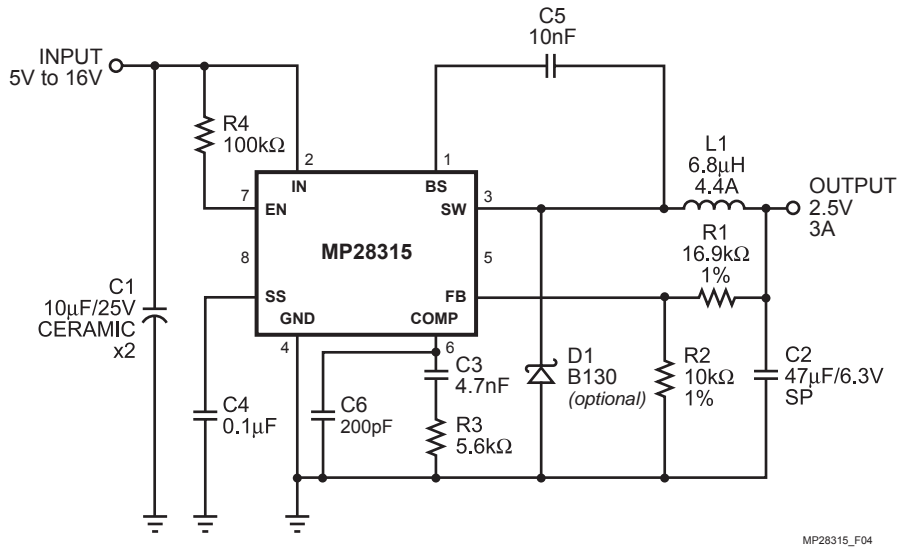 C5
10nF
INPUT
5V to 16V
R4
100kΩ
2
1
IN
BS
L1
6.8µH
4.4A
OUTPUT
2.5V
3A
7
EN
SW
3
R1
16.9kΩ
1%
8
MP28315
5
C1
10µF/25V
CERAMIC
x2
SS
FB
GND
COMP
4
6
C4
0.1µF
C6
200pF
C3
4.7nF
R3
5.6kΩ
D1
B130
(optional)
R2
10kΩ
1%
C2
47µF/6.3V
SP
MP28315_F04